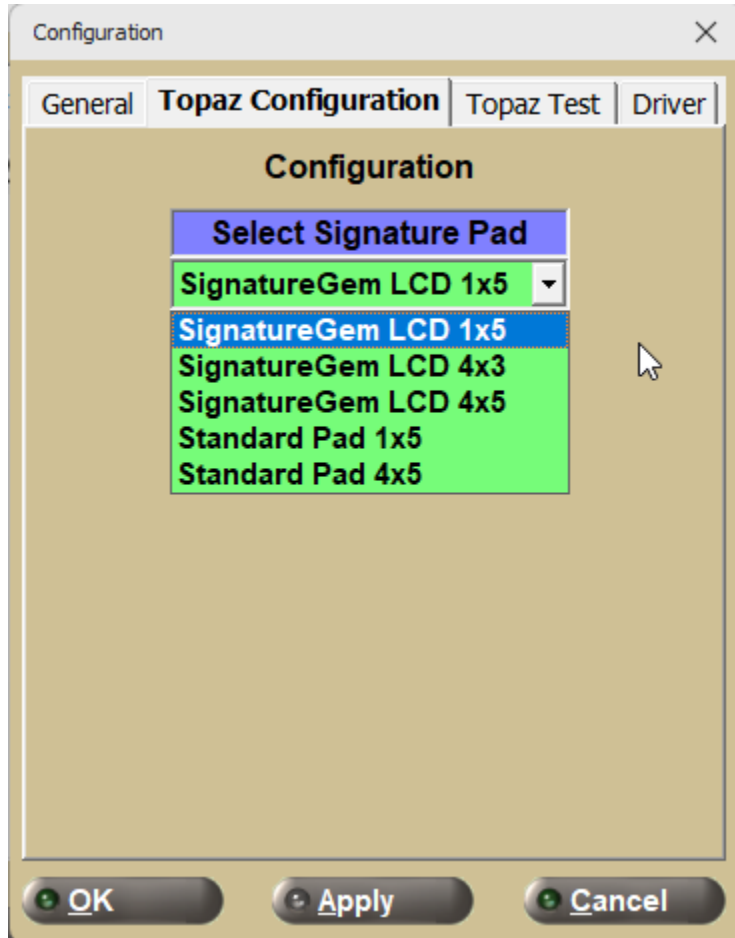 Configuration
General Topaz Configuration Topaz Test Driver
Configuration
Select Signature Pad
SignatureGem LCD 1x5
SignatureGem LCD 1x5
SignatureGem LCD 4x3
SignatureGem LCD 4x5
Standard Pad 1x5
Standard Pad 4x5
OK Apply Cancel